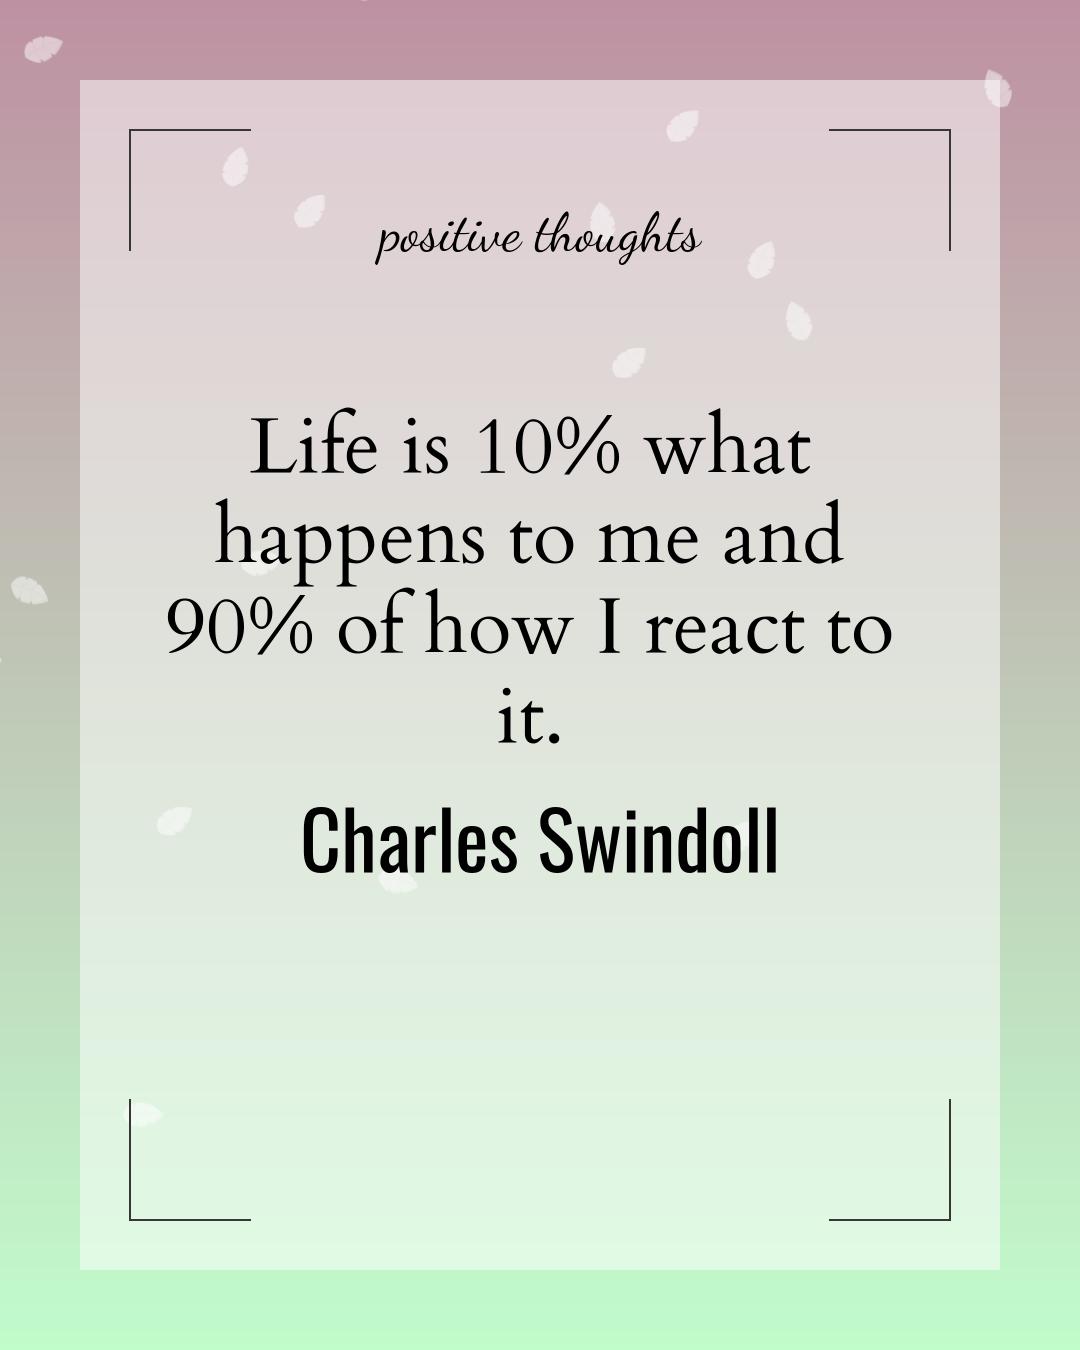 positive thoughts
Life is 10% what
happens to me and
90% of how I react to
it.
Charles Swindoll